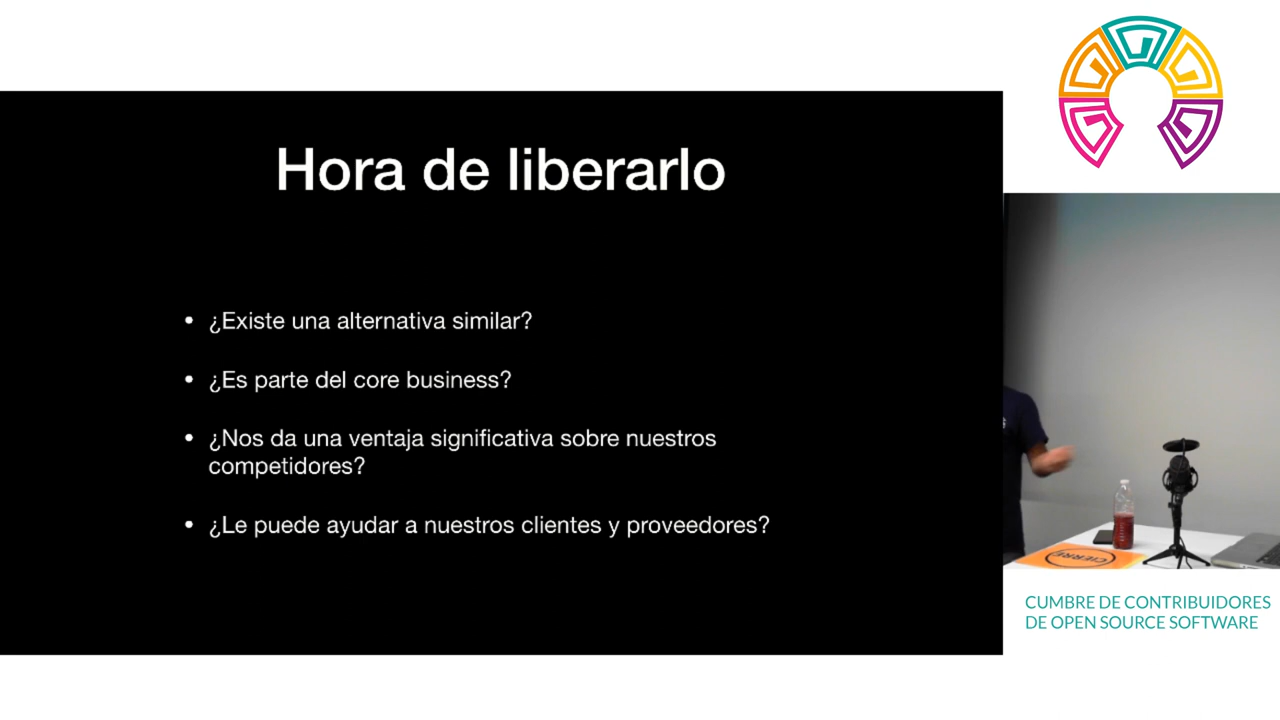 Hora de liberarlo
• ¿Existe una alternativa similar?
• ¿Es parte del core business?
• ¿Nos da una ventaja significativa sobre nuestros
competidores?
• ¿Le puede ayudar a nuestros clientes y proveedores?
CIERRE
CUMBRE DE CONTRIBUIDORES
DE OPEN SOURCE SOFTWARE